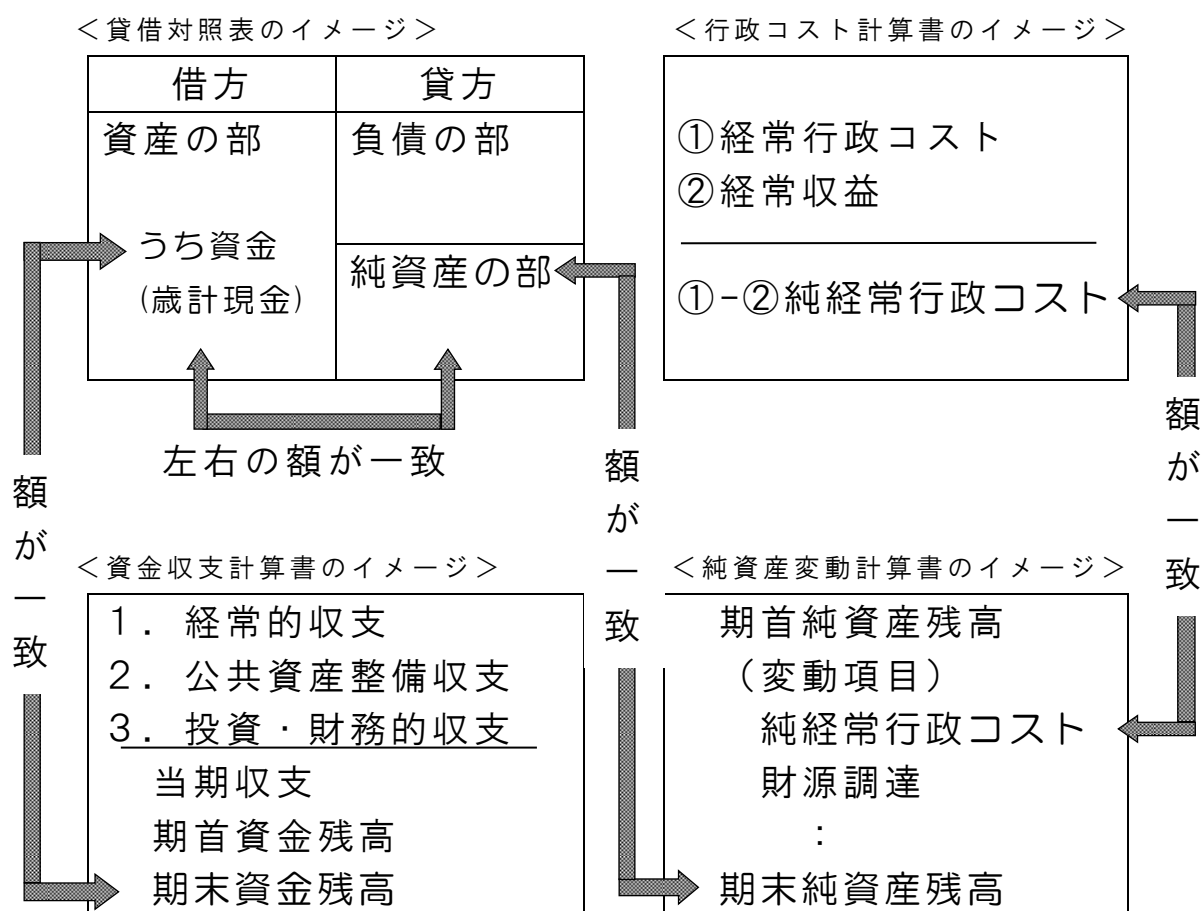 ＜貸借対照表のイメージ＞
借方
貸方
資産の部
うち資金
(歳計現金)
負債の部
純資産の部
左右の額が一致
＜行政コスト計算書のイメージ＞
①経常行政コスト
②経常収益
①-②純経常行政コスト
額が一致
額が一致
額が一致
＜資金収支計算書のイメージ＞
1．経常的収支
2．公共資産整備収支
3．投資・財務的収支
当期収支
期首資金残高
期末資金残高
＜純資産変動計算書のイメージ＞
期首純資産残高
（変動項目）
純経常行政コスト
財源調達
：
期末純資産残高